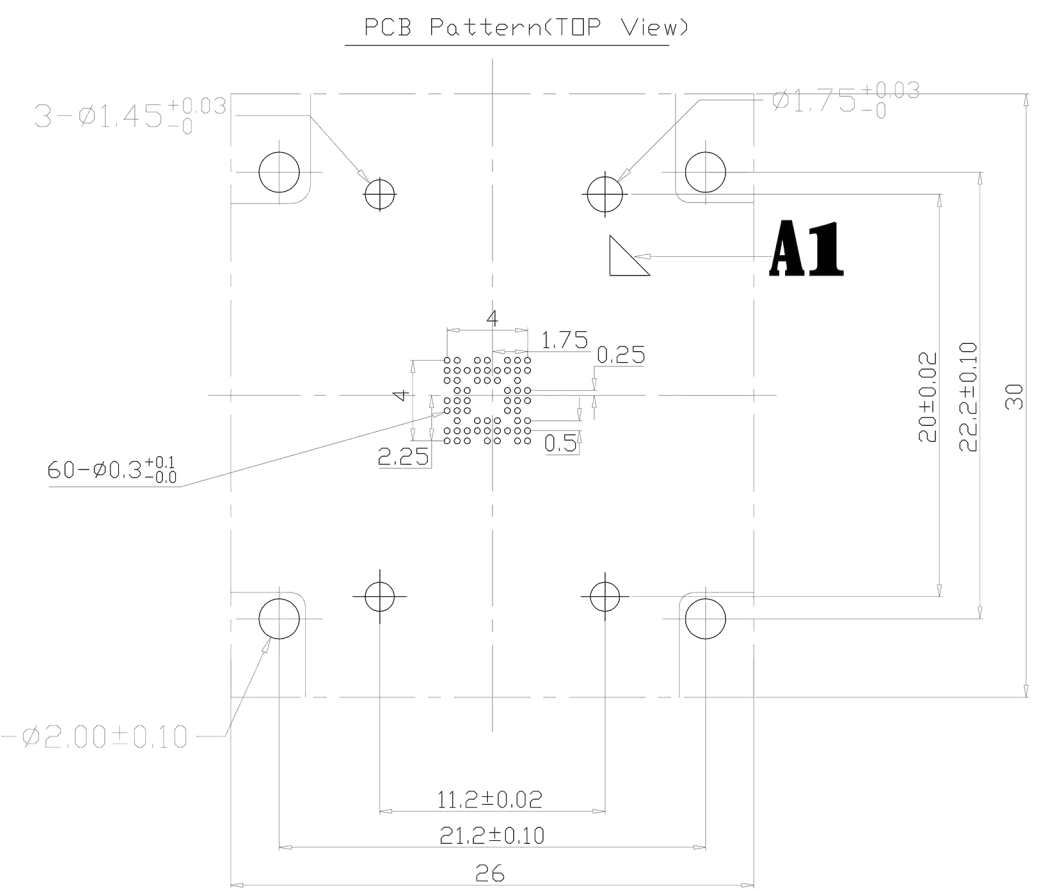 PCB Pattern(TOP View)
3-Ø1.45+0.03 -0
Ø1.75+0.03 -0
A1
4
1.75
0.25
4
2.25
0.5
60-Ø0.3+0.1 -0.0
20±0.02
22.2±0.10
30
-Ø2.00±0.10
11.2±0.02
21.2±0.10
26